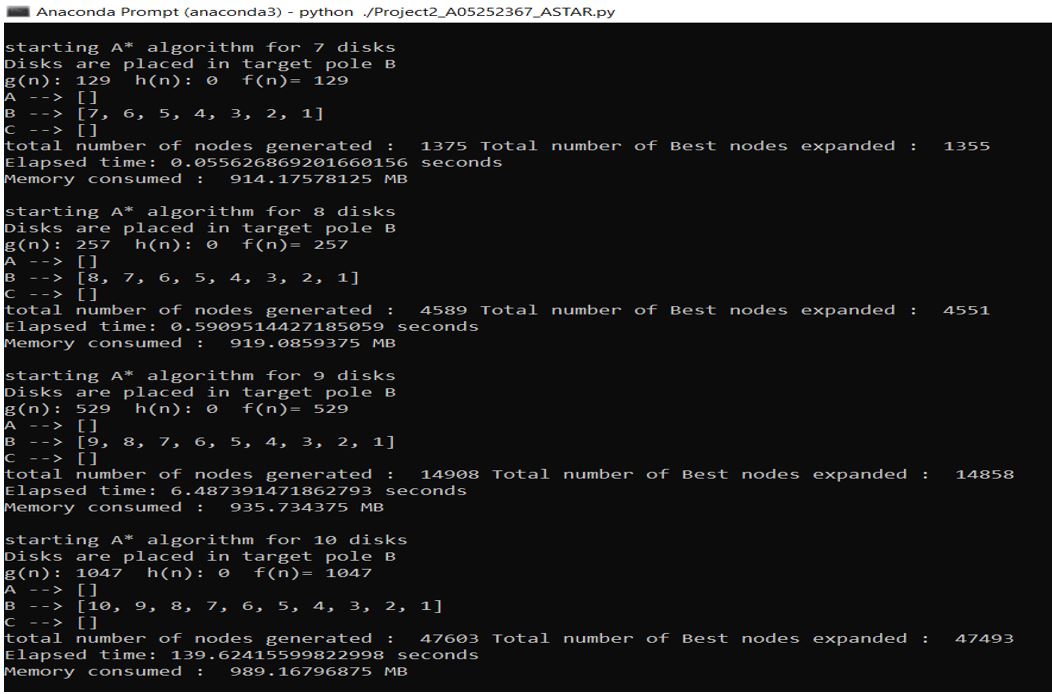 Anaconda Prompt (anaconda3) - python ./Project2_A05252367_ASTAR.py
starting A* algorithm for 7 disks
Disks are placed in target pole B
g(n): 129 h(n): 0 f(n)= 129
A --> []
B --> [7, 6, 5, 4, 3, 2, 1]
C --> []
total number of nodes generated : 1375 Total number of Best nodes expanded : 1355
Elapsed time: 0.055626869201660156 seconds
Memory consumed : 914.17578125 MB
starting A* algorithm for 8 disks
Disks are placed in target pole B
g(n): 257 h(n): 0 f(n)= 257
A --> []
B --> [8, 7, 6, 5, 4, 3, 2, 1]
C --> []
total number of nodes generated : 4589 Total number of Best nodes expanded : 4551
Elapsed time: 0.5909514427185059 seconds
Memory consumed : 919.0859375 MB
starting A* algorithm for 9 disks
Disks are placed in target pole B
g(n): 529 h(n): 0 f(n)= 529
A --> []
B --> [9, 8, 7, 6, 5, 4, 3, 2, 1]
C --> []
total number of nodes generated : 14908 Total number of Best nodes expanded : 14858
Elapsed time: 6.487391471862793 seconds
Memory consumed : 935.734375 MB
starting A* algorithm for 10 disks
Disks are placed in target pole B
g(n): 1047 h(n): 0 f(n)= 1047
A --> []
B --> [10, 9, 8, 7, 6, 5, 4, 3, 2, 1]
C --> []
total number of nodes generated : 47603 Total number of Best nodes expanded : 47493
Elapsed time: 139.62415599822998 seconds
Memory consumed : 989.16796875 MB